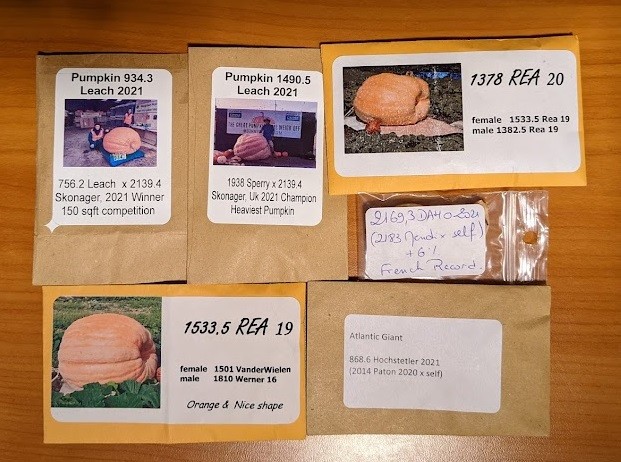 Pumpkin 934.3
Leach 2021
756.2 Leach x 2139.4
Skonager, 2021 Winner
150 sqft competition
Pumpkin 1490.5
Leach 2021
1938 Sperry x 2139.4
Skonager, Uk 2021 Champion
Heaviest Pumpkin
1378 REA 20
female 1533.5 Rea 19
male 1382.5 Rea 19
(2183 x self)
+ 6%
French Record.
1533.5 REA 19
female 1501 VanderWielen
male 1810 Werner 16
Orange & Nice shape
Atlantic Giant
868.6 Hochstetler 2021
(2014 Paton 2020 x self)